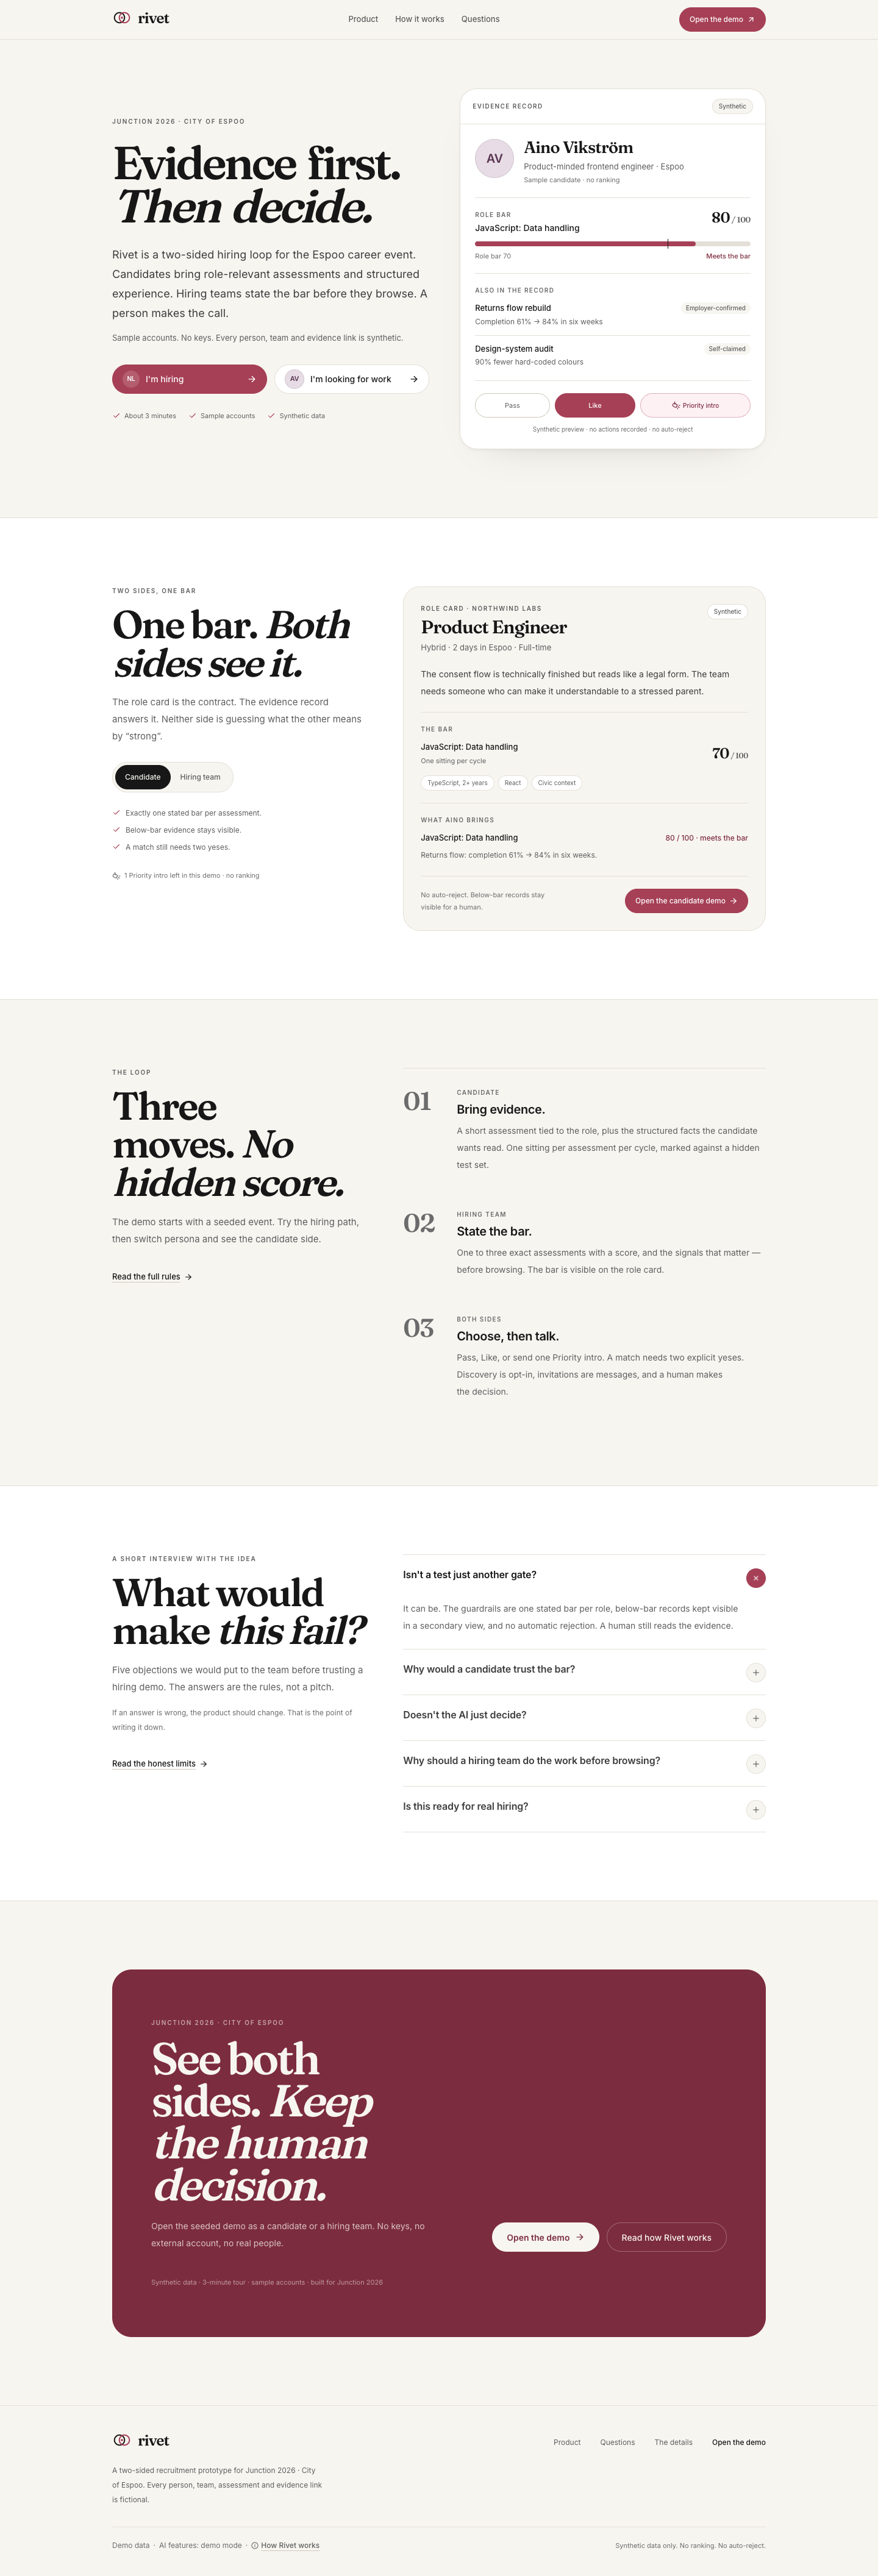 rivet
Product
How it works
Questions
Open the demo
JUNCTION 2026 · CITY OF ESPOO
Evidence first.
Then decide.
Rivet is a two-sided hiring loop for the Espoo career event.
Candidates bring role-relevant assessments and structured
experience. Hiring teams state the bar before they browse. A
person makes the call.
Sample accounts. No keys. Every person, team and evidence link is synthetic.
NL I'm hiring
AV I'm looking for work
About 3 minutes
Sample accounts
Synthetic data
EVIDENCE RECORD
Synthetic
AV
Aino Vikström
Product-minded frontend engineer · Espoo
Sample candidate · no ranking
ROLE BAR
JavaScript: Data handling
80 / 100
Role bar 70
Meets the bar
ALSO IN THE RECORD
Returns flow rebuild
Employer-confirmed
Completion 61% → 84% in six weeks
Design-system audit
Self-claimed
90% fewer hard-coded colours
Pass
Like
Priority intro
Synthetic preview · no actions recorded · no auto-reject
TWO SIDES, ONE BAR
One bar. Both
sides see it.
The role card is the contract. The evidence record
answers it. Neither side is guessing what the other means
by “strong”.
Candidate
Hiring team
Exactly one stated bar per assessment.
Below-bar evidence stays visible.
A match still needs two yeses.
1 Priority intro left in this demo · no ranking
ROLE CARD · NORTHWIND LABS
Synthetic
Product Engineer
Hybrid · 2 days in Espoo · Full-time
The consent flow is technically finished but reads like a legal form. The team
needs someone who can make it understandable to a stressed parent.
THE BAR
JavaScript: Data handling
One sitting per cycle
70 / 100
TypeScript, 2+ years
React
Civic context
WHAT AINO BRINGS
JavaScript: Data handling
80 / 100 · meets the bar
Returns flow: completion 61% → 84% in six weeks.
No auto-reject. Below-bar records stay
visible for a human.
Open the candidate demo
THE LOOP
Three
moves. No
hidden score.
The demo starts with a seeded event. Try the hiring path,
then switch persona and see the candidate side.
Read the full rules
01
CANDIDATE
Bring evidence.
A short assessment tied to the role, plus the structured facts the candidate
wants read. One sitting per assessment per cycle, marked against a hidden
test set.
02
HIRING TEAM
State the bar.
One to three exact assessments with a score, and the signals that matter —
before browsing. The bar is visible on the role card.
03
BOTH SIDES
Choose, then talk.
Pass, Like, or send one Priority intro. A match needs two explicit yeses.
Discovery is opt-in, invitations are messages, and a human makes
the decision.
A SHORT INTERVIEW WITH THE IDEA
What would
make this fail?
Five objections we would put to the team before trusting a
hiring demo. The answers are the rules, not a pitch.
If an answer is wrong, the product should change. That is the point of
writing it down.
Read the honest limits
Isn't a test just another gate?
It can be. The guardrails are one stated bar per role, below-bar records kept visible
in a secondary view, and no automatic rejection. A human still reads the evidence.
Why would a candidate trust the bar?
Doesn't the AI just decide?
Why should a hiring team do the work before browsing?
Is this ready for real hiring?
JUNCTION 2026 · CITY OF ESPOO
See both
sides. Keep
the human
decision.
Open the seeded demo as a candidate or a hiring team. No keys, no
external account, no real people.
Synthetic data · 3-minute tour · sample accounts · built for Junction 2026
Open the demo
Read how Rivet works
rivet
Product
Questions
The details
Open the demo
A two-sided recruitment prototype for Junction 2026 · City
of Espoo. Every person, team, assessment and evidence link
is fictional.
Demo data · AI features: demo mode · How Rivet works
Synthetic data only. No ranking. No auto-reject.